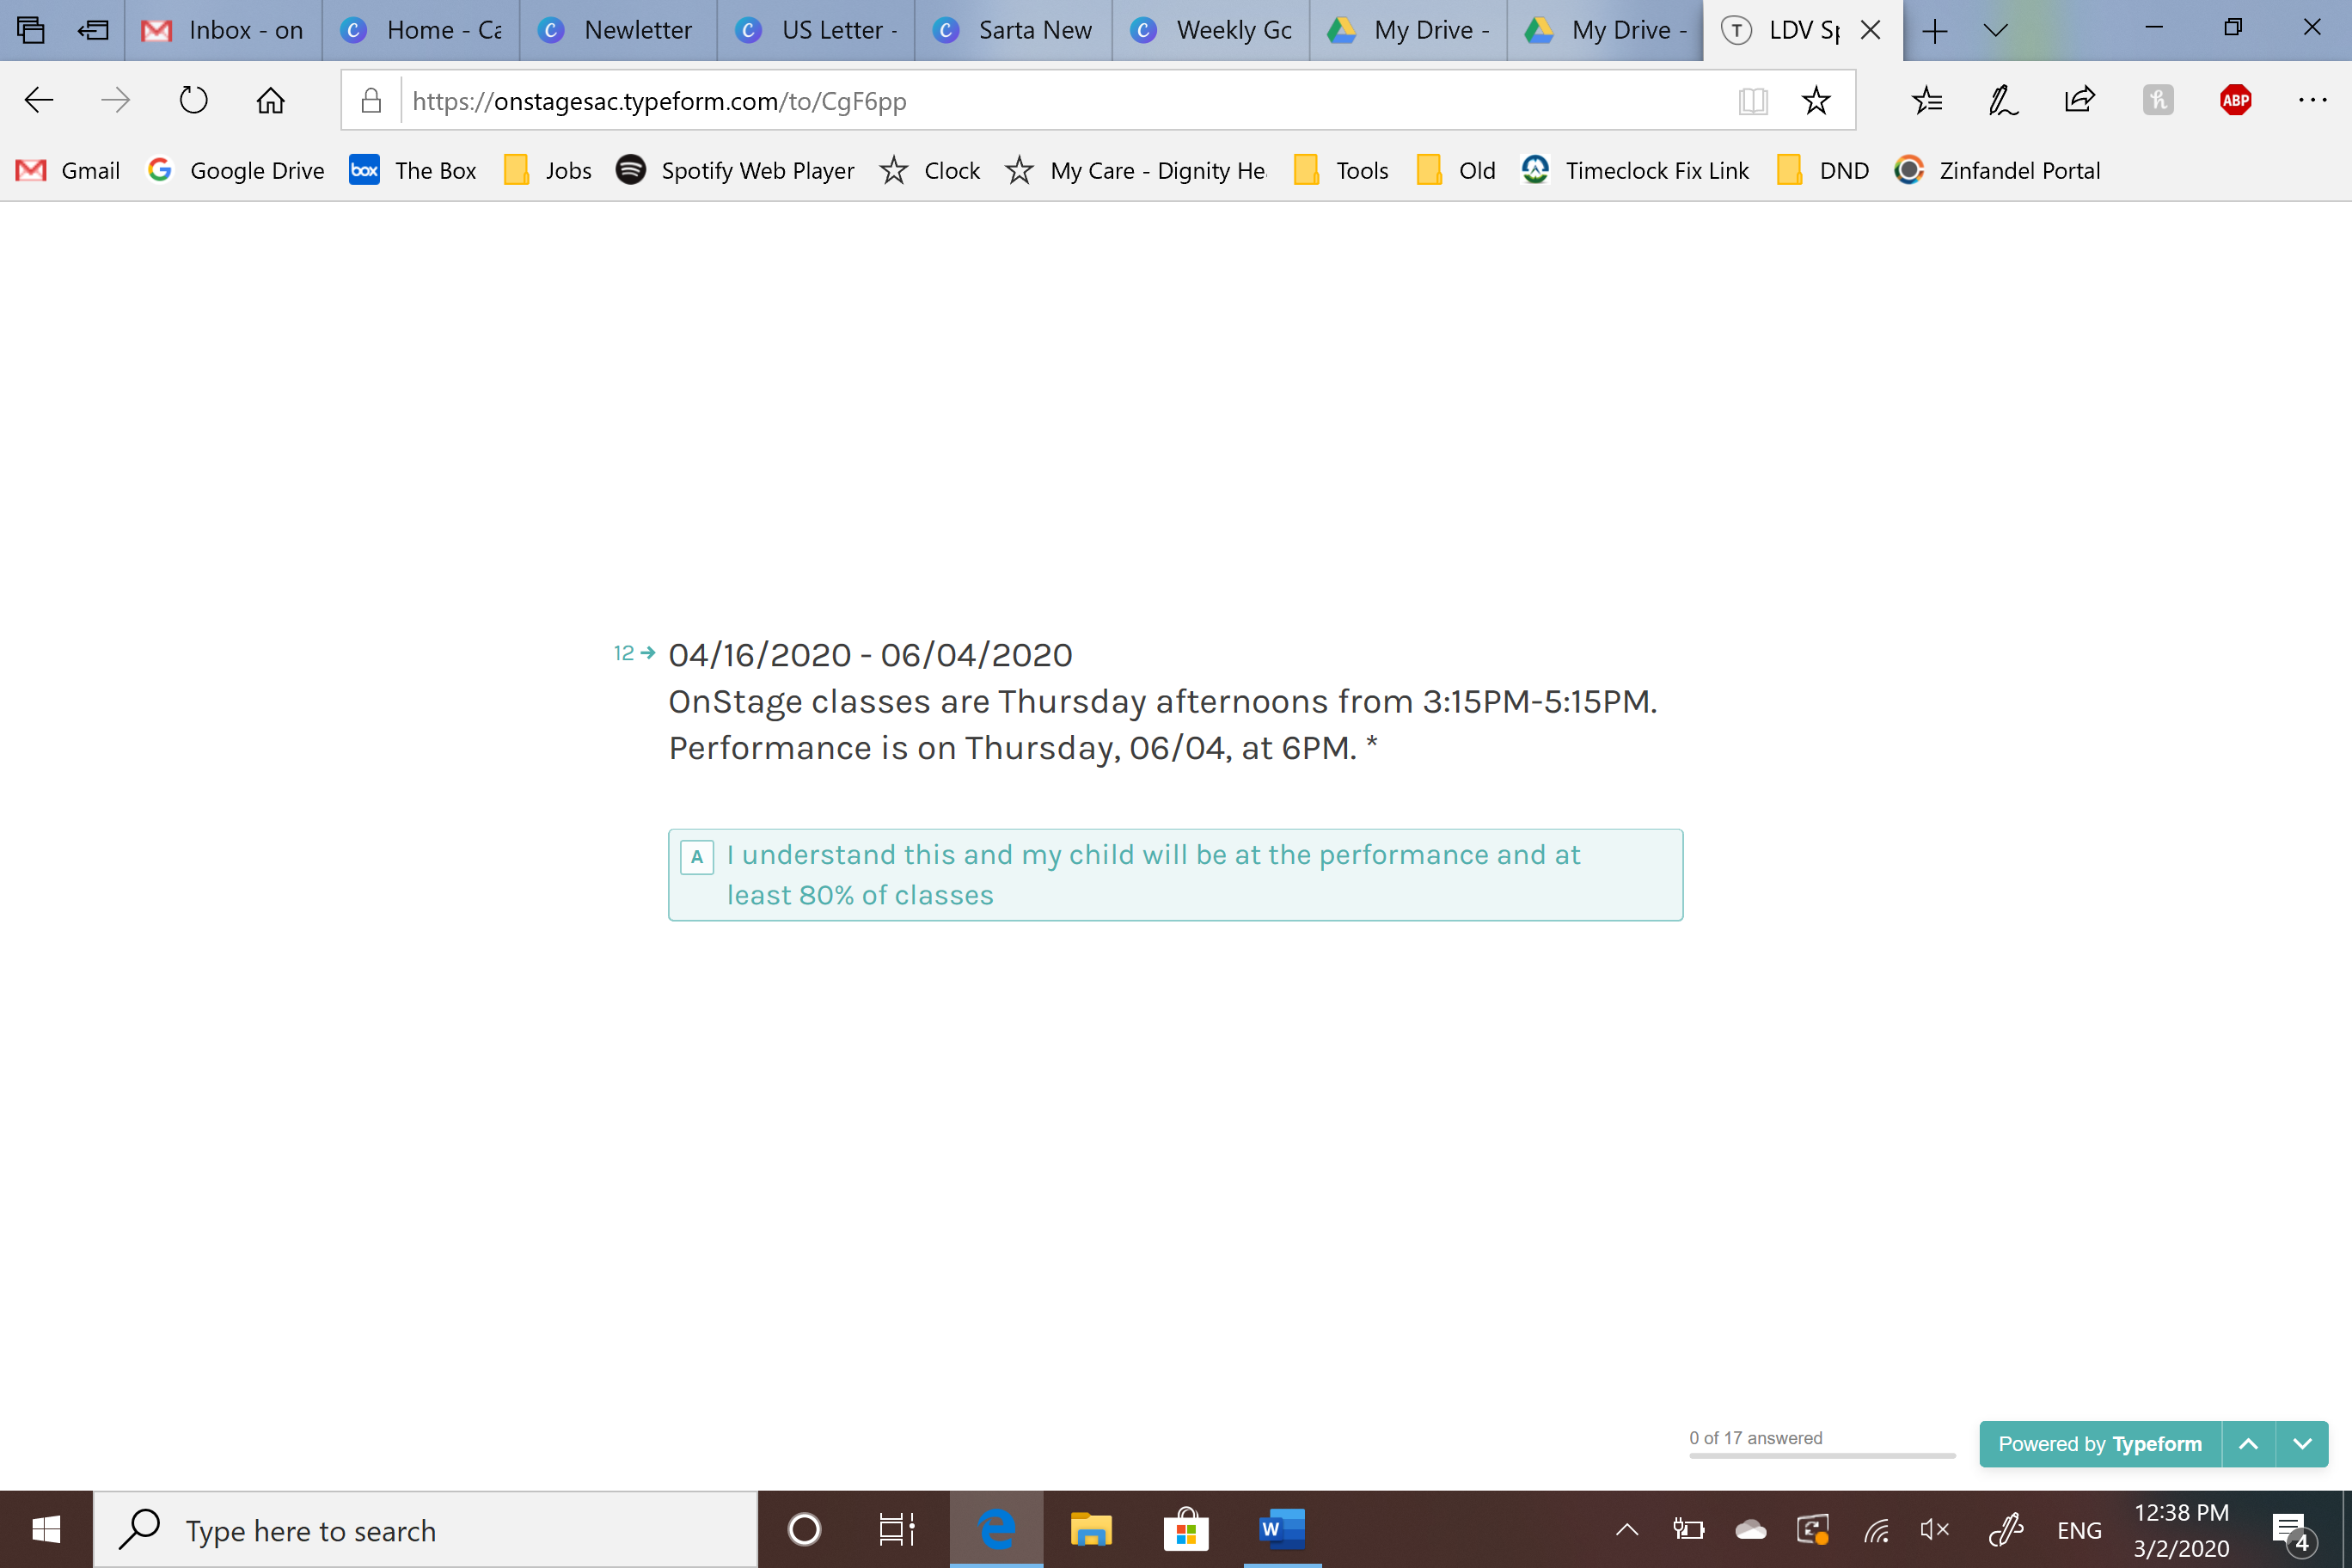 Inbox - on
Home - Ca
Newletter
US Letter -
Sarta New
Weekly Gc
My Drive -
My Drive -
T
LDV Sp
https://onstagesac.typeform.com/to/CgF6pp
ABP
Gmail
Google Drive
box
The Box
Jobs
Spotify Web Player
Clock
My Care - Dignity He
Tools
Old
Timeclock Fix Link
DND
Zinfandel Portal
12 → 04/16/2020 - 06/04/2020
OnStage classes are Thursday afternoons from 3:15PM-5:15PM.
Performance is on Thursday, 06/04, at 6PM. *
A I understand this and my child will be at the performance and at
least 80% of classes
0 of 17 answered
Powered by Typeform
Type here to search
W
ENG
12:38 PM
3/2/2020
4